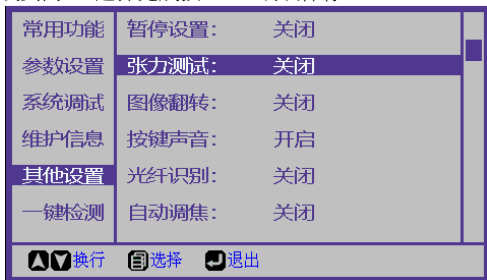 常用功能 暂停设置: 关闭
参数设置 张力测试: 关闭
系统调试 图像翻转: 关闭
维护信息 按键声音: 开启
其他设置 光纤识别: 关闭
一键检测 自动调焦: 关闭
换行 选择 退出